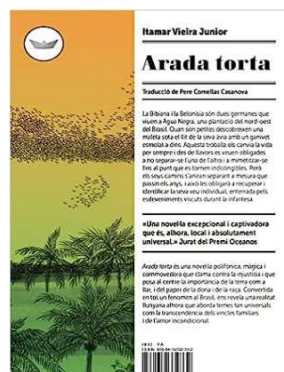 Itamar Vieira Junior
Arada torta
Traducció de Pere Comellas Casanova
La Bibiana i la Belonísia són dues germanes que
viuen a Água Negra, una plantació del nord-est
del Brasil. Quan són petites descobreixen una
maleta sota el llit de la seva àvia amb un ganivet
esmolat a dins. Aquesta troballa els canvia la vida
per sempre i des de llavors es veuen obligades
a no separar-se l'una de l'altra i a mimetitzar-se
fins al punt que es tornen indistingibles. Però
els seus camins s'aniran separant a mesura que
passin els anys, i això les obligarà a recuperar i
identificar la seva veu individual, enterrada pels
esdeveniments viscuts durant la infantesa.
«Una novel·la excepcional i captivadora
que és, alhora, local i absolutament
universal.» Jurat del Premi Oceanos
Arada torta és una novel·la polifònica, màgica i
commovedora que clama contra la injustícia i que
posa al centre la importància de la terra com a
llar, i del paper de la dona i de la raça. Convertida
en tot un fenomen al Brasil, ens revela una realitat
llunyana alhora que aborda temes tan universals
com la transcendència dels vincles familiars
i de l'amor incondicional.